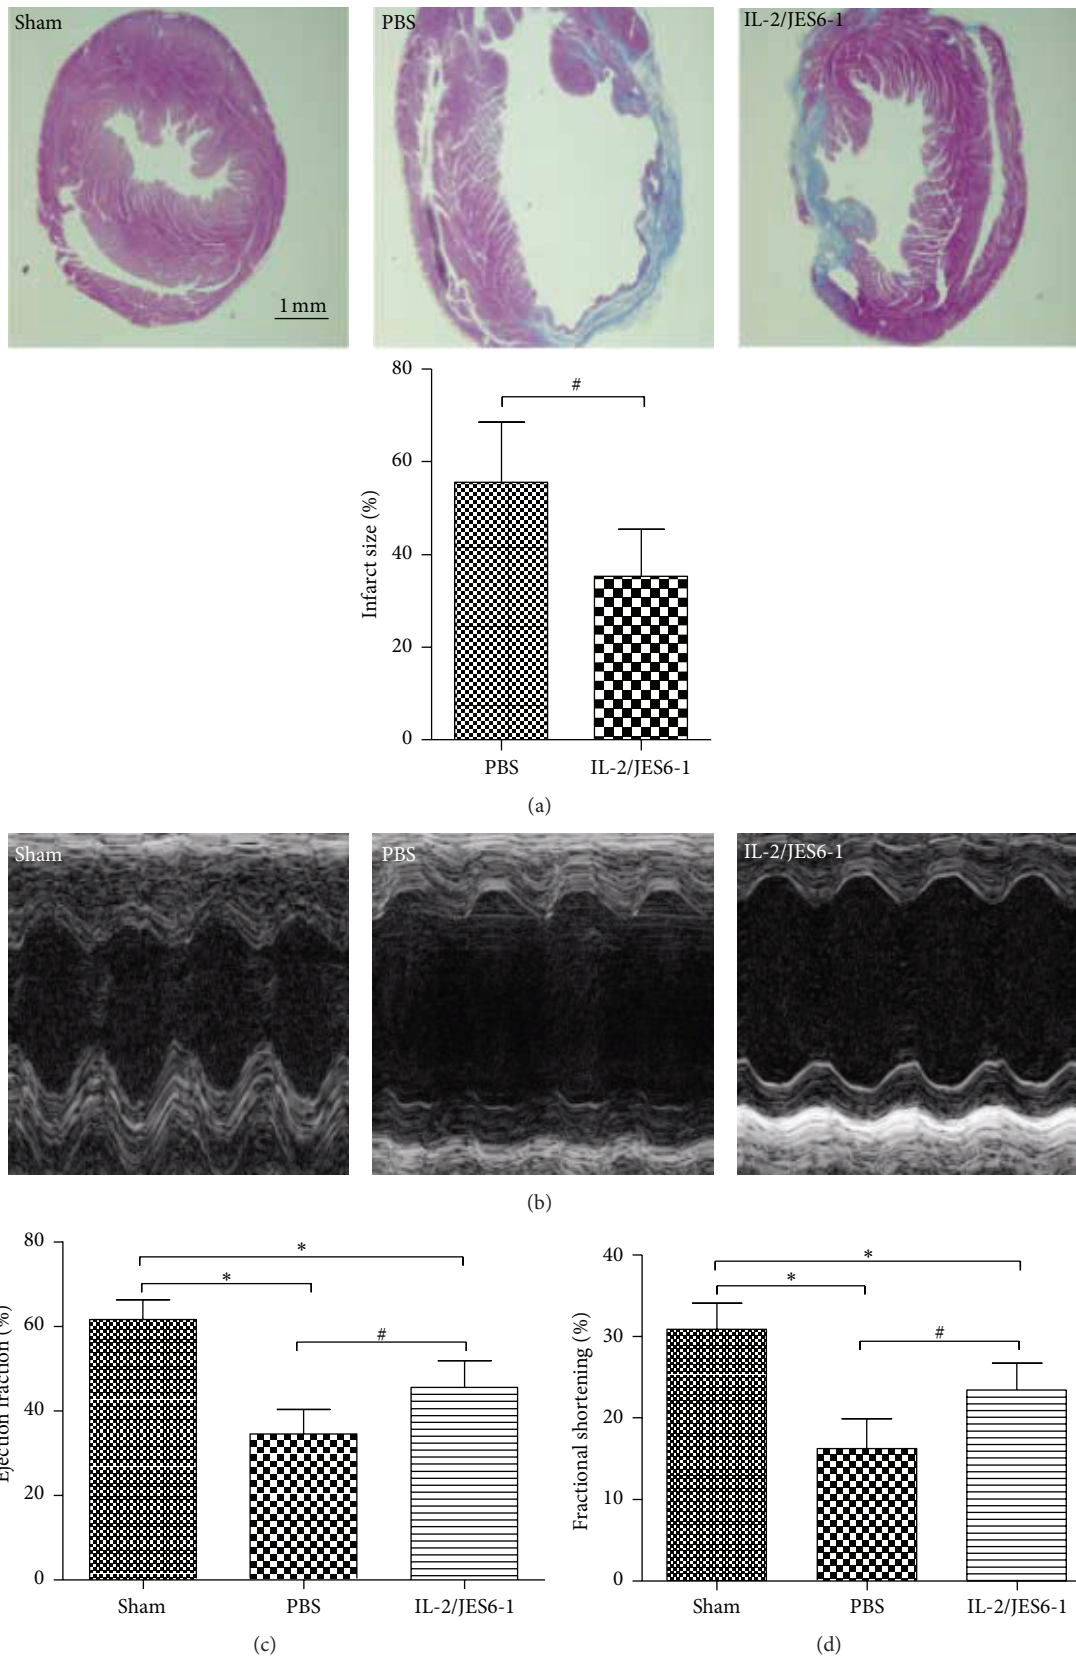 Sham
PBS
IL-2/JES6-1
1 mm
80
60
40
20
0
Infarct size (%)
#
PBS
IL-2/JES6-1
(a)
Sham
PBS
IL-2/JES6-1
(b)
80
60
40
20
0
Ejection fraction (%)
*
*
#
Sham
PBS
IL-2/JES6-1
(c)
40
30
20
10
0
Fractional shortening (%)
*
*
#
Sham
PBS
IL-2/JES6-1
(d)